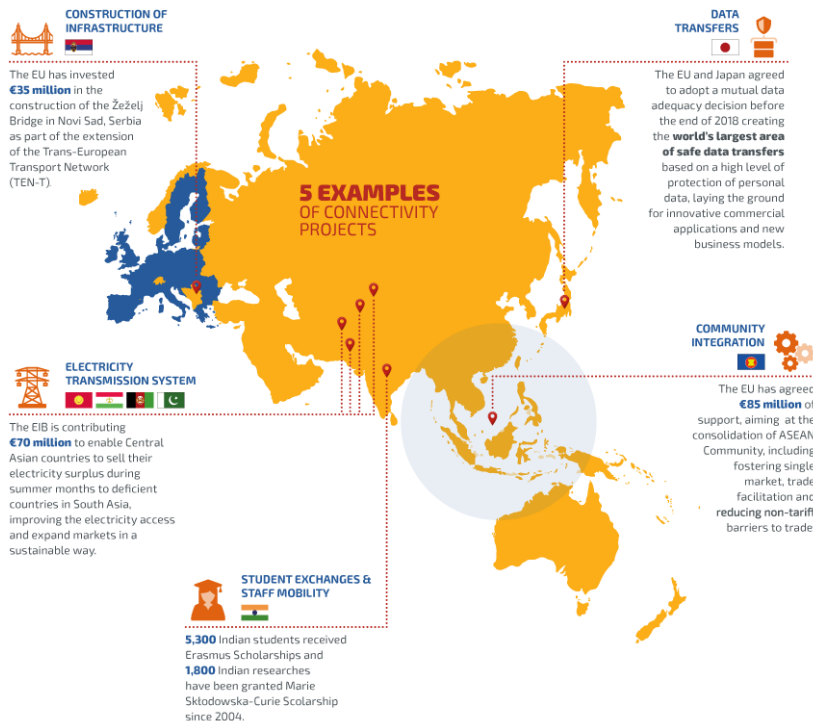 CONSTRUCTION OF
INFRASTRUCTURE
The EU has invested
€35 million in the
construction of the Žeželj
Bridge in Novi Sad, Serbia
as part of the extension
of the Trans-European
Transport Network
(TEN-T).
DATA
TRANSFERS
The EU and Japan agreed
to adopt a mutual data
adequacy decision before
the end of 2018 creating
the world's largest area
of safe data transfers
based on a high level of
protection of personal
data, laying the ground
for innovative commercial
applications and new
business models.
5 EXAMPLES
OF CONNECTIVITY
PROJECTS
COMMUNITY
INTEGRATION
The EU has agreed
€85 million of
support, aiming at the
consolidation of ASEAN
Community, including
fostering single
market, trade
facilitation and
reducing non-tariff
barriers to trade
ELECTRICITY
TRANSMISSION SYSTEM
The EIB is contributing
€70 million to enable Central
Asian countries to sell their
electricity surplus during
summer months to deficient
countries in South Asia,
improving the electricity access
and expand markets in a
sustainable way.
STUDENT EXCHANGES &
STAFF MOBILITY
5,300 Indian students received
Erasmus Scholarships and
1,800 Indian researches
have been granted Marie
Skłodowska-Curie Scolarship
since 2004.